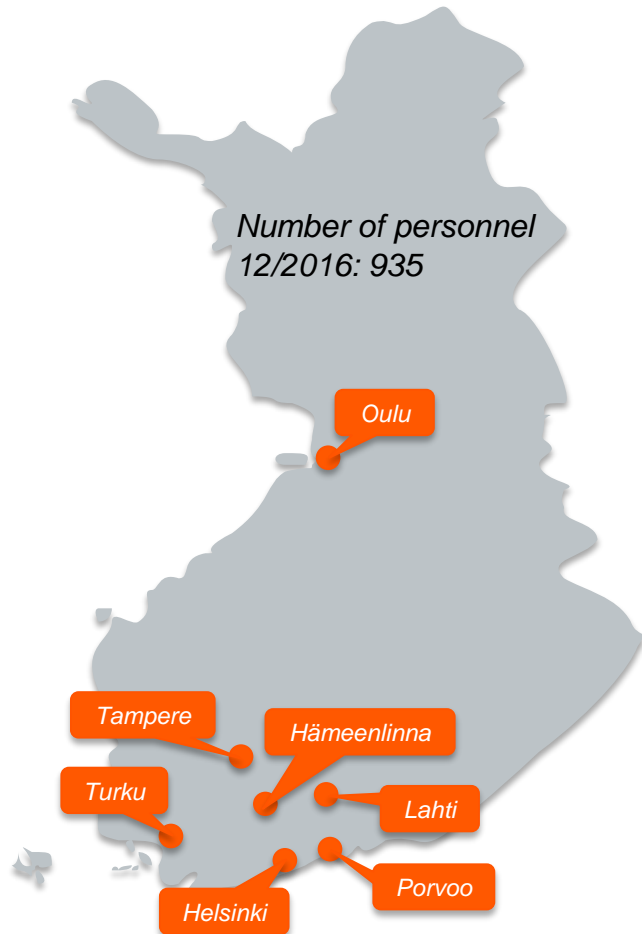 Number of personnel
12/2016: 935
Oulu
Tampere
Hämeenlinna
Turku
Lahti
Porvoo
Helsinki